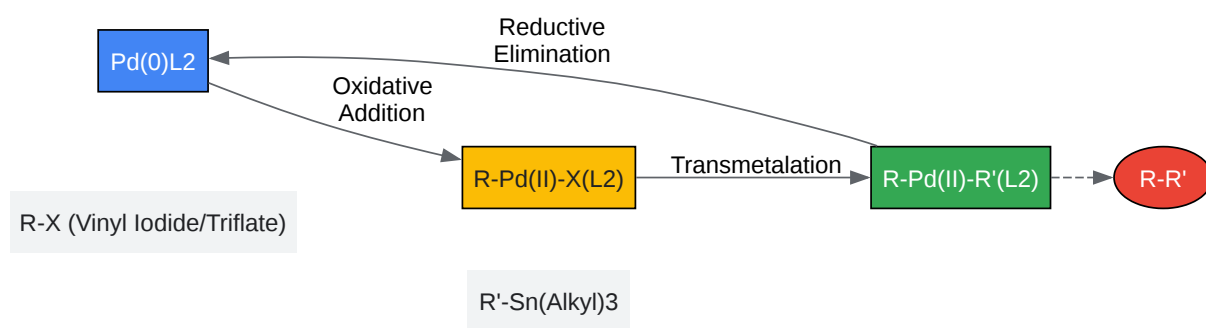 Reductive
Elimination
Pd(0)L2
Oxidative
Addition
R-Pd(II)-X(L2)
Transmetalation
R-Pd(II)-R'(L2)
R-R'
R-X (Vinyl Iodide/Triflate)
R'-Sn(Alkyl)3